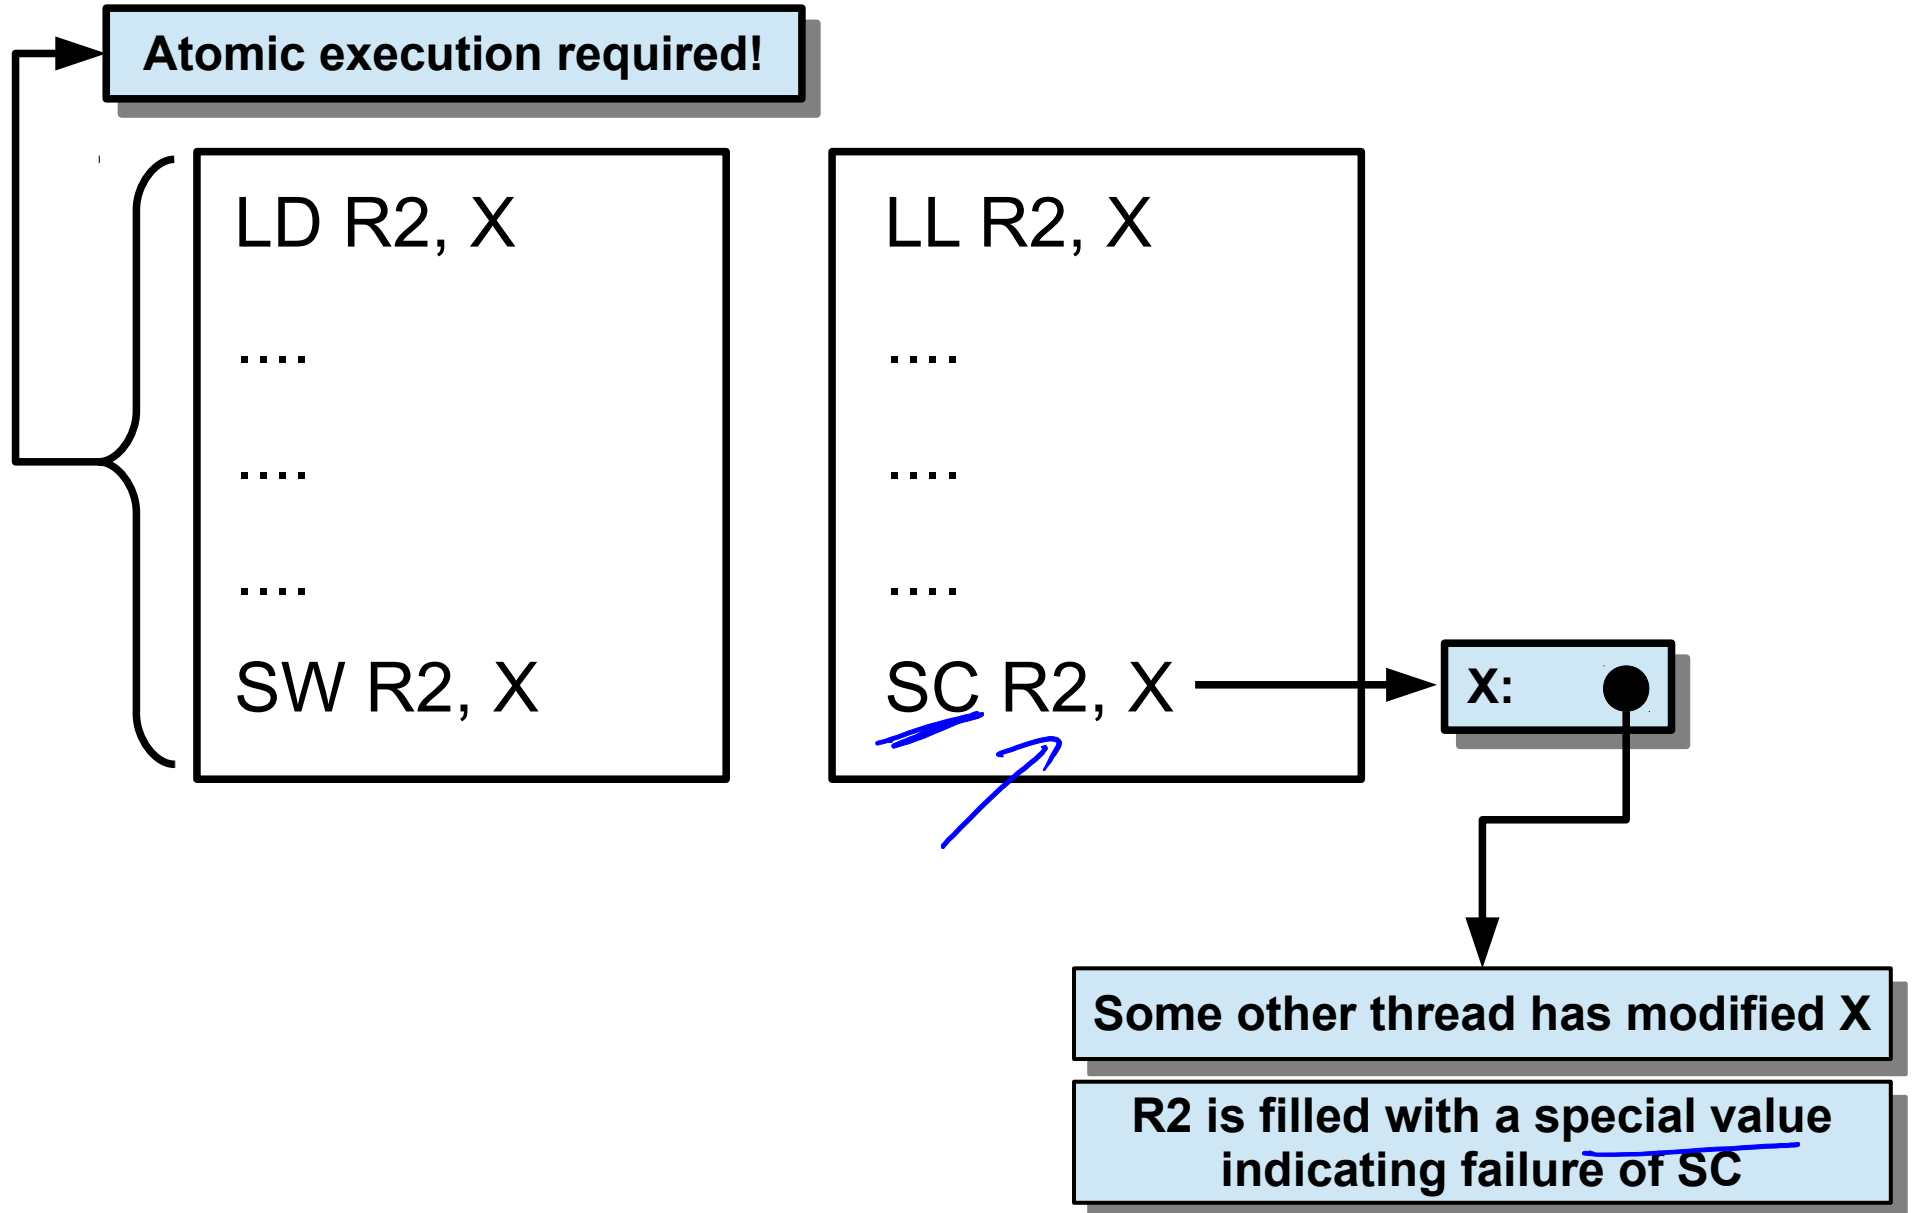 Atomic execution required!
LD R2, X
....
....
....
SW R2, X
LL R2, X
....
....
....
SC R2, X
X:
Some other thread has modified X
R2 is filled with a special value
indicating failure of SC